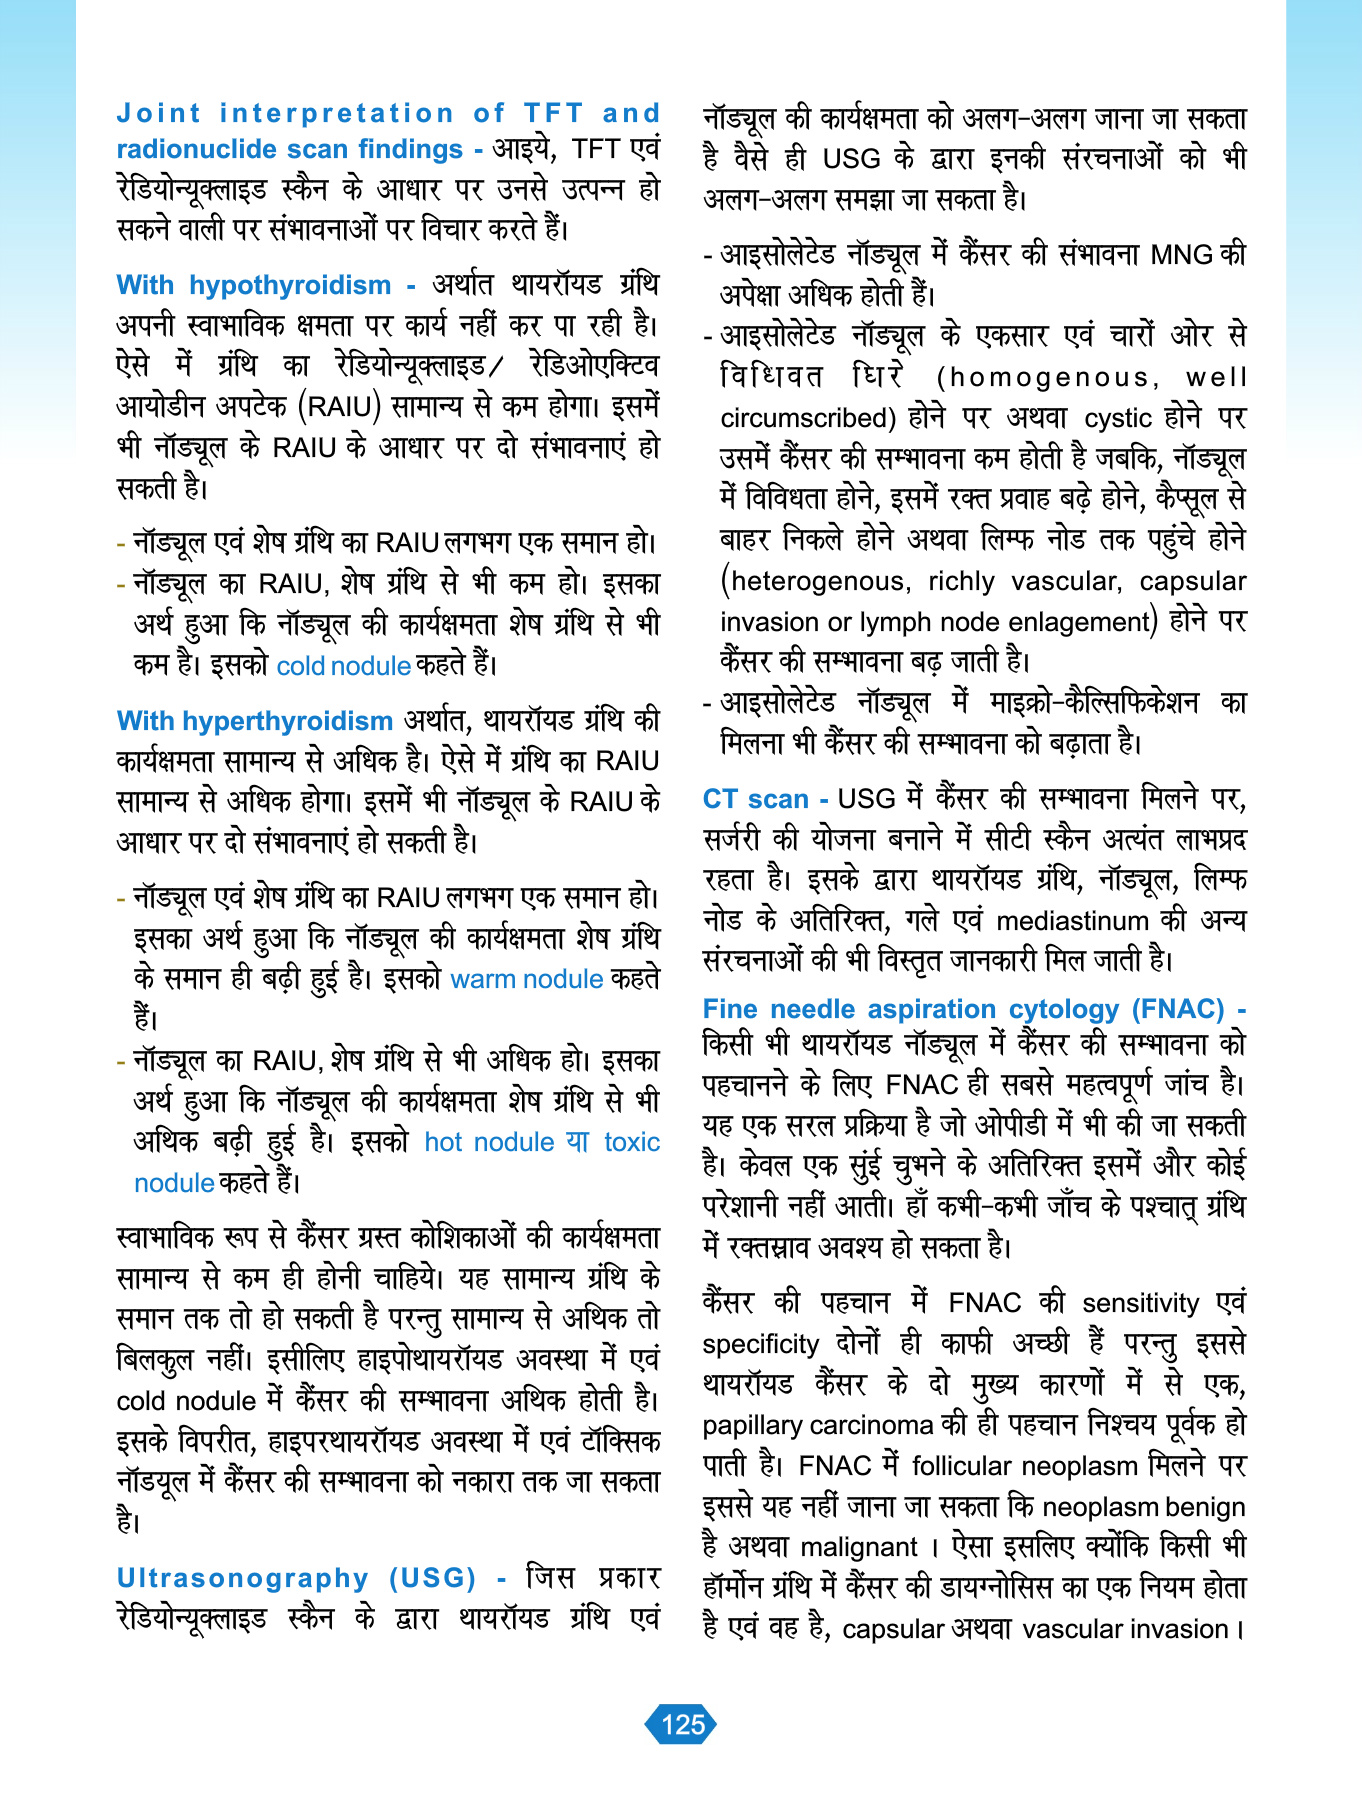 Joint interpretation of TFT and
radionuclide scan findings - आइये, TFT एवं
रेडियोन्यूक्लाइड स्कैन के आधार पर उनसे उत्पन्न हो
सकने वाली पर संभावनाओं पर विचार करते हैं।
With hypothyroidism - अर्थात थायरॉयड ग्रंथि
अपनी स्वाभाविक क्षमता पर कार्य नहीं कर पा रही है।
ऐसे में ग्रंथि का रेडियोन्यूक्लाइड/ रेडिओएक्टिव
आयोडीन अपटेक (RAIU) सामान्य से कम होगा। इसमें
भी नॉड्यूल के RAIU के आधार पर दो संभावनाएं हो
सकती है।
- नॉड्यूल एवं शेष ग्रंथि का RAIU लगभग एक समान हो।
- नॉड्यूल का RAIU, शेष ग्रंथि से भी कम हो। इसका
अर्थ हुआ कि नॉड्यूल की कार्यक्षमता शेष ग्रंथि से भी
कम है। इसको cold nodule कहते हैं।
With hyperthyroidism अर्थात, थायरॉयड ग्रंथि की
कार्यक्षमता सामान्य से अधिक है। ऐसे में ग्रंथि का RAIU
सामान्य से अधिक होगा। इसमें भी नॉड्यूल के RAIU के
आधार पर दो संभावनाएं हो सकती है।
- नॉड्यूल एवं शेष ग्रंथि का RAIU लगभग एक समान हो।
इसका अर्थ हुआ कि नॉड्यूल की कार्यक्षमता शेष ग्रंथि
के समान ही बढ़ी हुई है। इसको warm nodule कहते
हैं।
- नॉड्यूल का RAIU, शेष ग्रंथि से भी अधिक हो। इसका
अर्थ हुआ कि नॉड्यूल की कार्यक्षमता शेष ग्रंथि से भी
अथिक बढ़ी हुई है। इसको hot nodule या toxic
nodule कहते हैं।
स्वाभाविक रूप से कैंसर ग्रस्त कोशिकाओं की कार्यक्षमता
सामान्य से कम ही होनी चाहिये। यह सामान्य ग्रंथि के
समान तक तो हो सकती है परन्तु सामान्य से अथिक तो
बिलकुल नहीं। इसीलिए हाइपोथायरॉयड अवस्था में एवं
cold nodule में कैंसर की सम्भावना अथिक होती है।
इसके विपरीत, हाइपरथायरॉयड अवस्था में एवं टॉक्सिक
नॉडयूल में कैंसर की सम्भावना को नकारा तक जा सकता
है।
Ultrasonography (USG) - जिस प्रकार
रेडियोन्यूक्लाइड स्कैन के द्वारा थायरॉयड ग्रंथि एवं
नॉड्यूल की कार्यक्षमता को अलग-अलग जाना जा सकता
है वैसे ही USG के द्वारा इनकी संरचनाओं को भी
अलग-अलग समझा जा सकता है।
- आइसोलेटेड नॉड्यूल में कैंसर की संभावना MNG की
अपेक्षा अधिक होती हैं।
- आइसोलेटेड नॉड्यूल के एकसार एवं चारों ओर से
विधिवत घिरे (homogenous, well
circumscribed) होने पर अथवा cystic होने पर
उसमें कैंसर की सम्भावना कम होती है जबकि, नॉड्यूल
में विविधता होने, इसमें रक्त प्रवाह बढ़े होने, कैप्सूल से
बाहर निकले होने अथवा लिम्फ नोड तक पहुंचे होने
(heterogenous, richly vascular, capsular
invasion or lymph node enlagement) होने पर
कैंसर की सम्भावना बढ़ जाती है।
- आइसोलेटेड नॉड्यूल में माइक्रो-कैल्सिफिकेशन का
मिलना भी कैंसर की सम्भावना को बढ़ाता है।
CT scan - USG में कैंसर की सम्भावना मिलने पर,
सर्जरी की योजना बनाने में सीटी स्कैन अत्यंत लाभप्रद
रहता है। इसके द्वारा थायरॉयड ग्रंथि, नॉड्यूल, लिम्फ
नोड के अतिरिक्त, गले एवं mediastinum की अन्य
संरचनाओं की भी विस्तृत जानकारी मिल जाती है।
Fine needle aspiration cytology (FNAC) -
किसी भी थायरॉयड नॉड्यूल में कैंसर की सम्भावना को
पहचानने के लिए FNAC ही सबसे महत्वपूर्ण जांच है।
यह एक सरल प्रक्रिया है जो ओपीडी में भी की जा सकती
है। केवल एक सुंई चुभने के अतिरिक्त इसमें और कोई
परेशानी नहीं आती। हाँ कभी-कभी जाँच के पश्चात् ग्रंथि
में रक्तस्राव अवश्य हो सकता है।
कैंसर की पहचान में FNAC की sensitivity एवं
specificity दोनों ही काफी अच्छी हैं परन्तु इससे
थायरॉयड कैंसर के दो मुख्य कारणों में से एक,
papillary carcinoma की ही पहचान निश्चय पूर्वक हो
पाती है। FNAC में follicular neoplasm मिलने पर
इससे यह नहीं जाना जा सकता कि neoplasm benign
है अथवा malignant । ऐसा इसलिए क्योंकि किसी भी
हॉर्मोन ग्रंथि में कैंसर की डायग्नोसिस का एक नियम होता
है एवं वह है, capsular अथवा vascular invasion ।
125